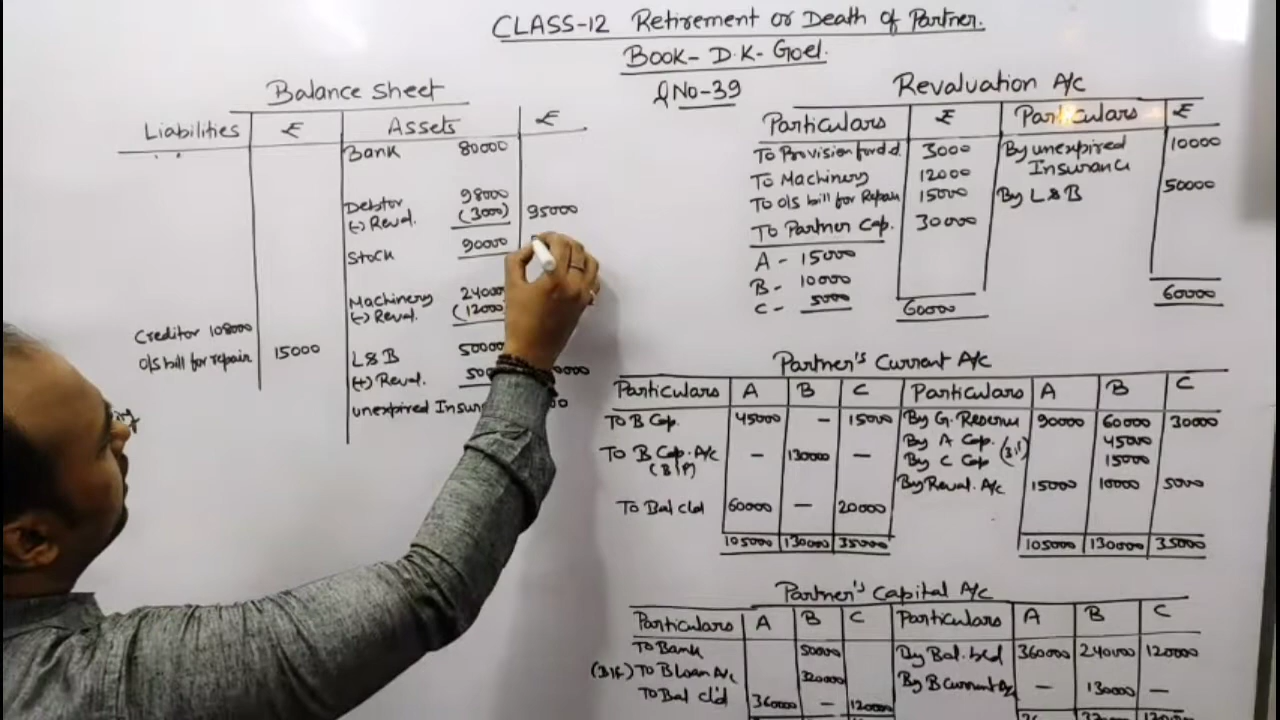 CLASS-12 Retirement or Death of Partner.
Book- D.K- Goel.
QNo-39
Balance Sheet
Liabilities ₹ Assets ₹
Bank 80000
Debtor 98000
(-) Reval. (3000) 95000
Stock 90000
Machinery 24000
(-) Reval. (12000
Creditor 108000
O/S bill for repair 15000 L&B
(+) Reval.
unexpired Insu
Revaluation A/c
Particulars ₹ Particulars ₹
To Provision for d.d 3000 By unexpired Insurance 10000
To Machinery 12000
To O/S bill for Repair 15000 By L&B 50000
To Partner Cap. 30000
A - 15000
B - 10000
C - 5000
60000 60000
Partner's Current A/c
Particulars A B C Particulars A B C
To B Cap. 45000 - 15000 By G. Reserve 90000 60000 30000
By A Cap. 45000
To B Cap. A/c - 130000 - By C Cap 15000
(B/F)
By Reval. A/c 15000 10000 5000
To Bal c/d 60000 - 20000
105000 130000 35000 105000 130000 35000
Partner's Capital A/c
Particulars A B C Particulars A B C
To Bank 50000 By Bal. b/d 360000 240000 120000
(B/F) To B Loan A/c 320000 By B Current A/c - 130000 -
To Bal c/d 360000 - 120000